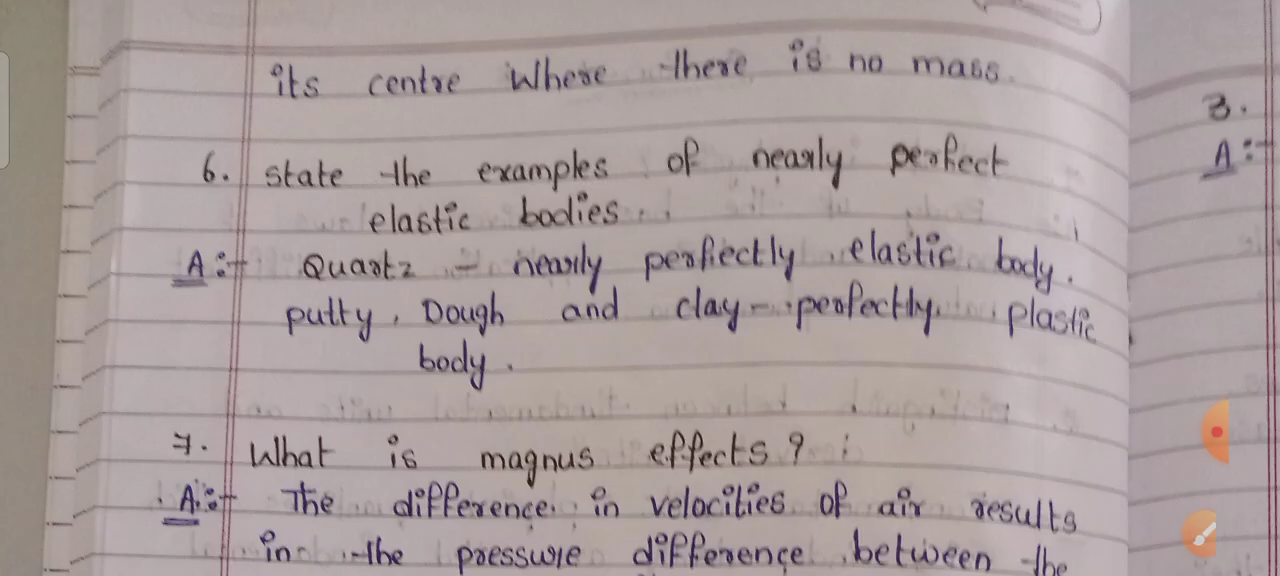 its centre where there is no mass.
3.
A:-
6. state the examples of nearly perfect
elastic bodies.
A:- Quartz - nearly perfectly elastic body.
putty, Dough and clay - perfectly plastic
body.
7. What is magnus effects?
A:- The difference in velocities of air results
in the pressure difference between the